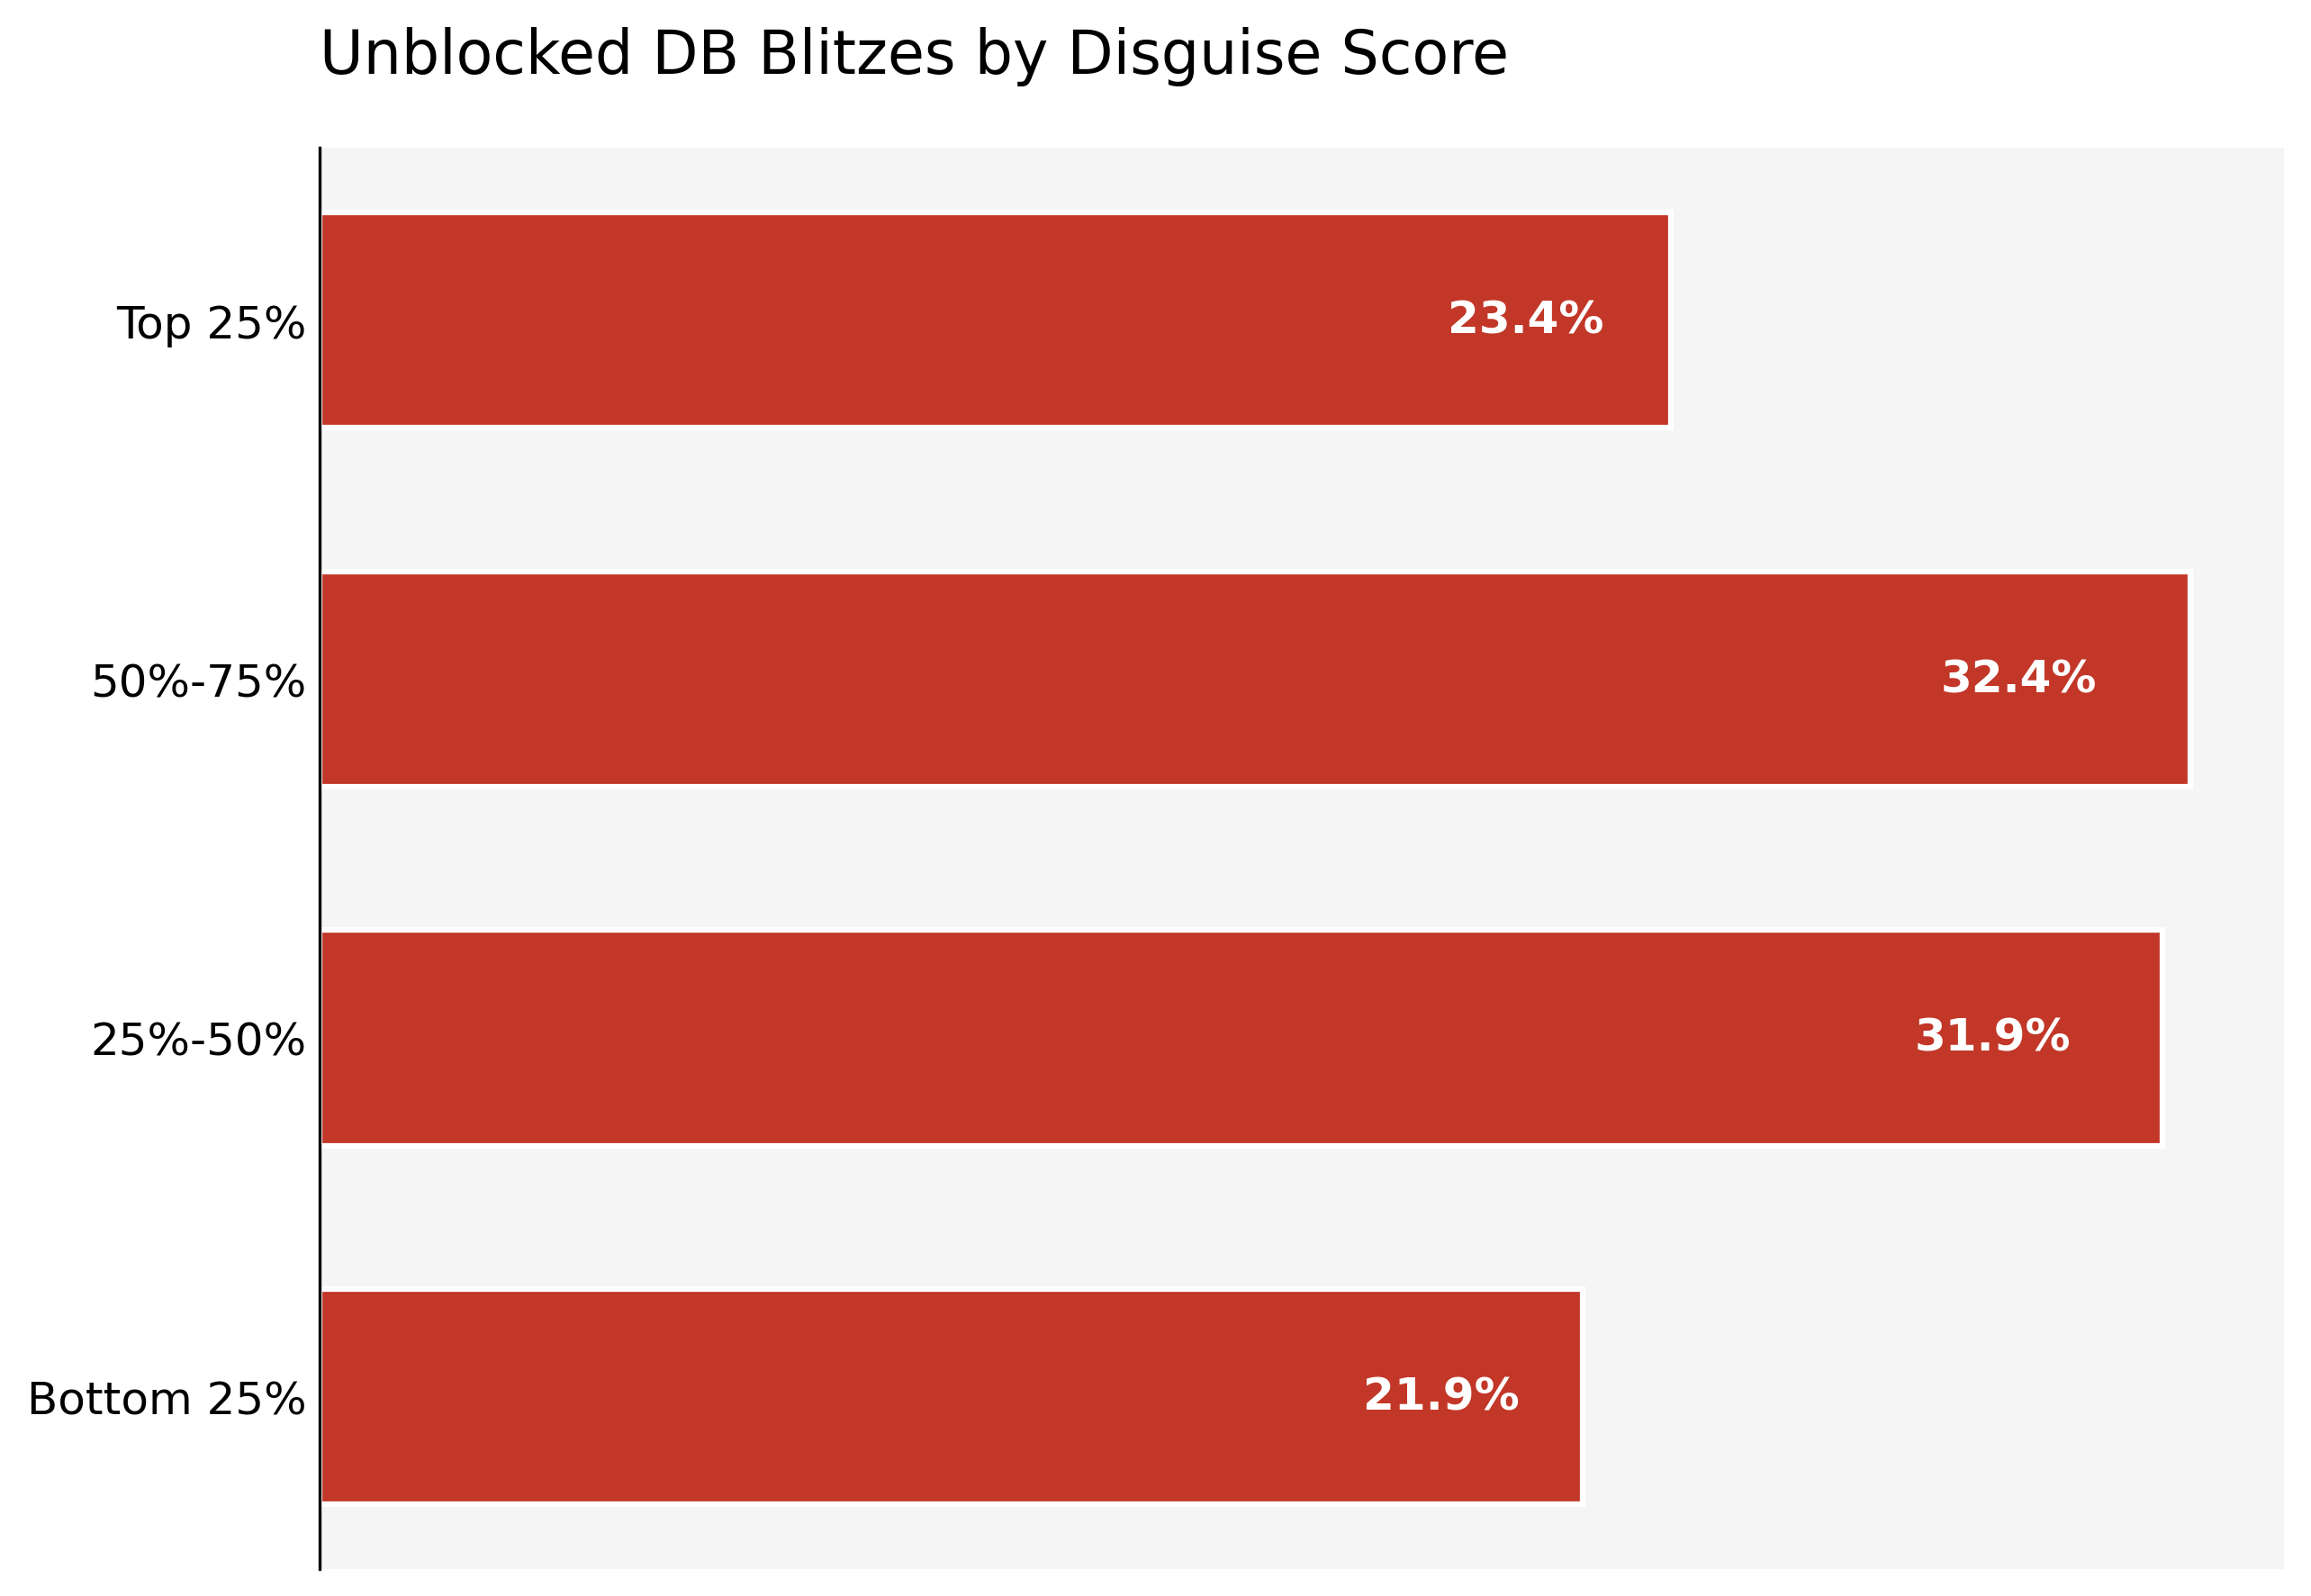 Unblocked DB Blitzes by Disguise Score
Top 25%
23.4%
50%-75%
32.4%
25%-50%
31.9%
Bottom 25%
21.9%